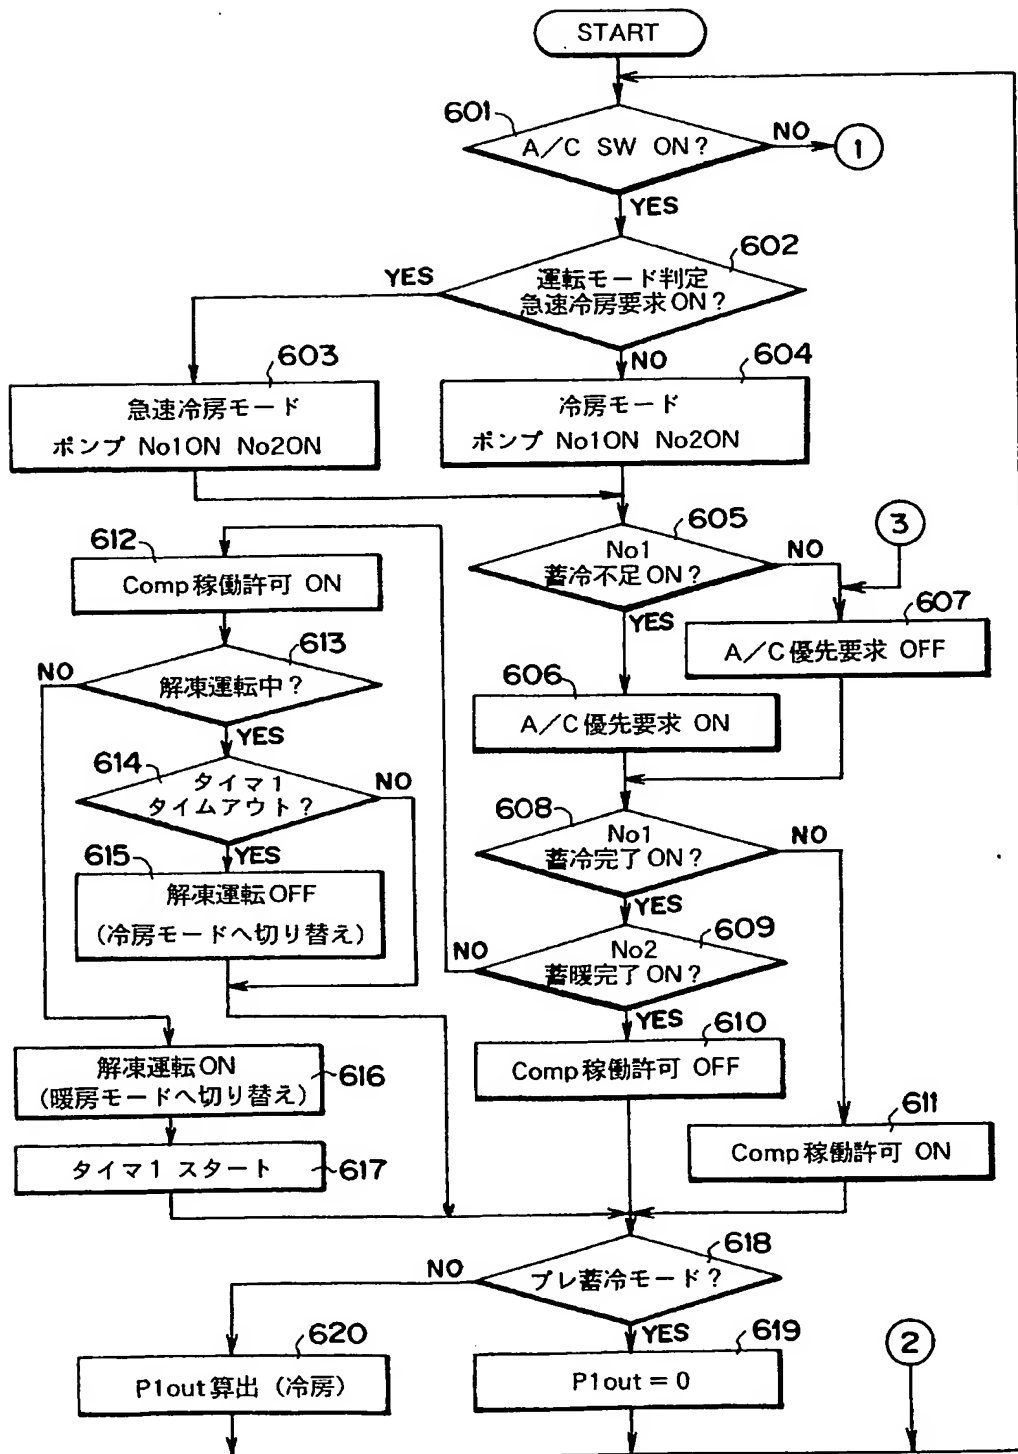 START
601
A/C SW ON?
NO
1
YES
602
運転モード判定
急速冷房要求ON?
YES
NO
603
急速冷房モード
ポンプ No1ON No2ON
604
冷房モード
ポンプ No1ON No2ON
605
No1
蓄冷不足ON?
NO
YES
3
607
A/C優先要求 OFF
606
A/C優先要求 ON
612
Comp稼働許可 ON
613
解凍運転中?
NO
YES
614
タイマ1
タイムアウト?
NO
YES
615
解凍運転OFF
(冷房モードへ切り替え)
608
No1
蓄冷完了ON?
NO
YES
609
No2
蓄暖完了ON?
NO
YES
610
Comp稼働許可 OFF
611
Comp稼働許可 ON
解凍運転ON
(暖房モードへ切り替え)
616
タイマ1 スタート
617
618
プレ蓄冷モード?
NO
YES
620
P1out算出(冷房)
619
P1out=0
2